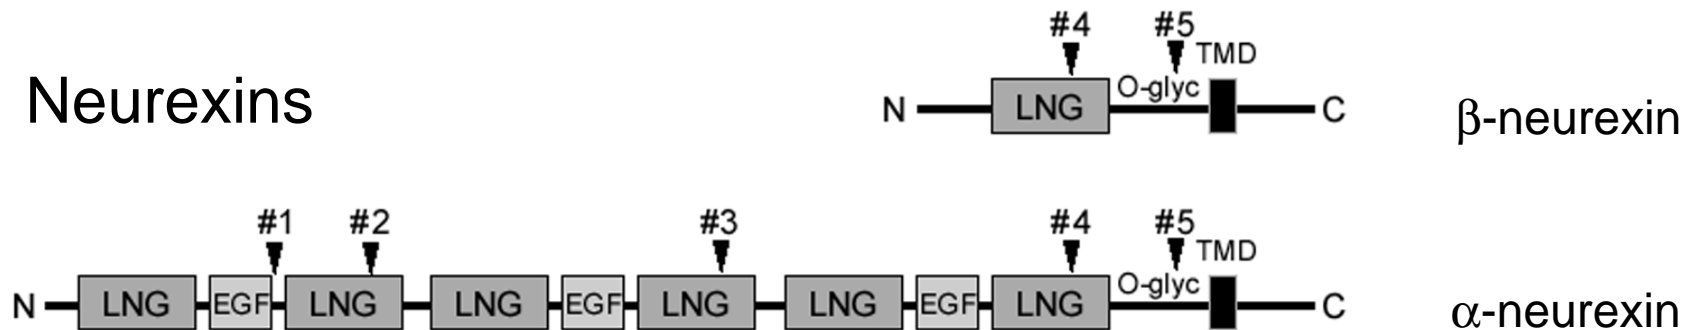 #4 #5
TMD
Neurexins
N LNG O-glyc C β-neurexin
#1 #2 #3 #4 #5
TMD
N LNG EGF LNG LNG EGF LNG LNG EGF LNG O-glyc C α-neurexin